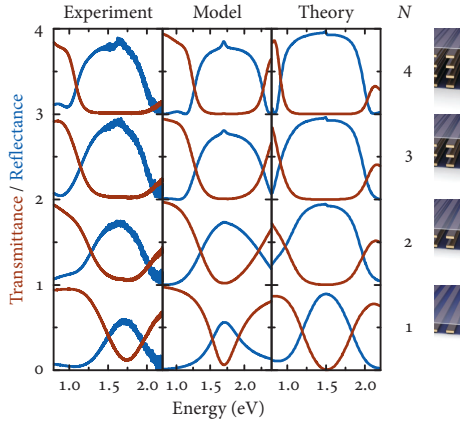 Experiment Model Theory N
4
3
2
1
0
4
3
2
1
Transmittance / Reflectance
1.0 1.5 2.0 1.0 1.5 2.0 1.0 1.5 2.0
Energy (eV)